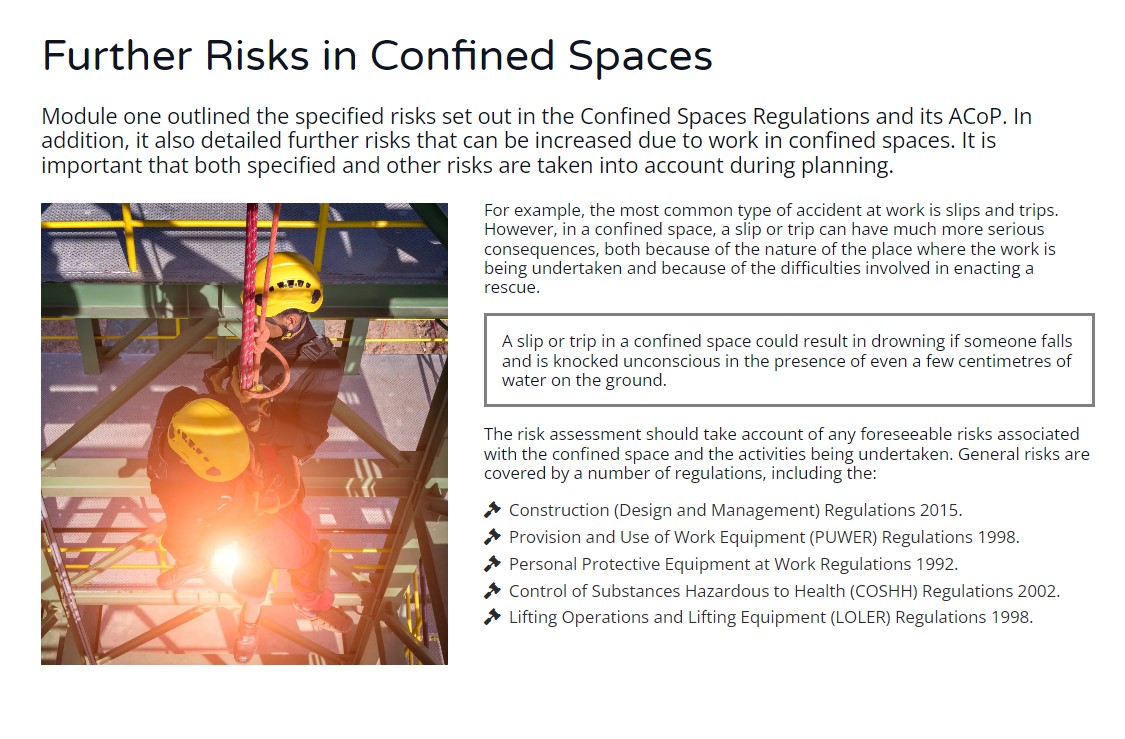 Further Risks in Confined Spaces
Module one outlined the specified risks set out in the Confined Spaces Regulations and its ACoP. In
addition, it also detailed further risks that can be increased due to work in confined spaces. It is
important that both specified and other risks are taken into account during planning.
For example, the most common type of accident at work is slips and trips.
However, in a confined space, a slip or trip can have much more serious
consequences, both because of the nature of the place where the work is
being undertaken and because of the difficulties involved in enacting a
rescue.
A slip or trip in a confined space could result in drowning if someone falls
and is knocked unconscious in the presence of even a few centimetres of
water on the ground.
The risk assessment should take account of any foreseeable risks associated
with the confined space and the activities being undertaken. General risks are
covered by a number of regulations, including the:
Construction (Design and Management) Regulations 2015.
Provision and Use of Work Equipment (PUWER) Regulations 1998.
Personal Protective Equipment at Work Regulations 1992.
Control of Substances Hazardous to Health (COSHH) Regulations 2002.
Lifting Operations and Lifting Equipment (LOLER) Regulations 1998.